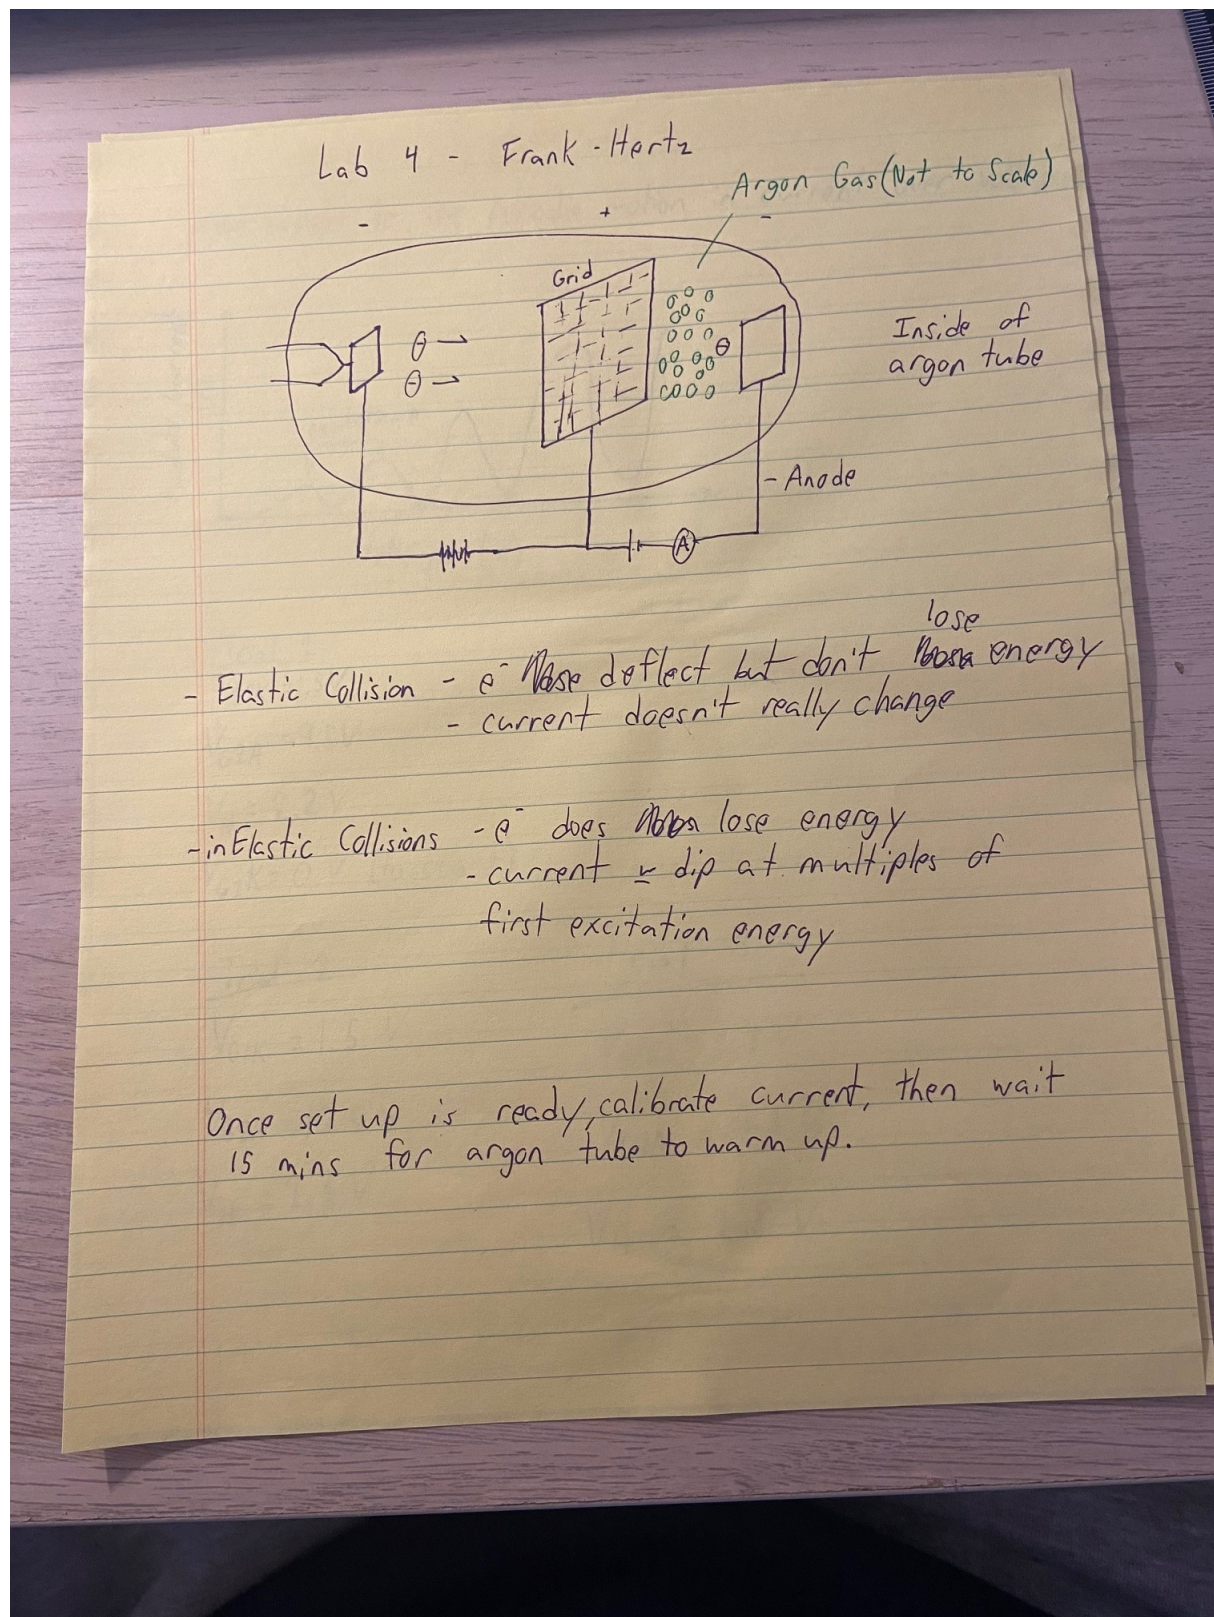 Lab 4 - Frank-Hertz
Argon Gas (Not to Scale)
- + -
Grid
Inside of
argon tube
- Anode
A
lose
- Elastic Collision - e⁻ deflect but don't energy
- current doesn't really change
- inElastic Collisions - e⁻ does lose energy
- current dip at multiples of
first excitation energy
Once set up is ready, calibrate current, then wait
15 mins for argon tube to warm up.